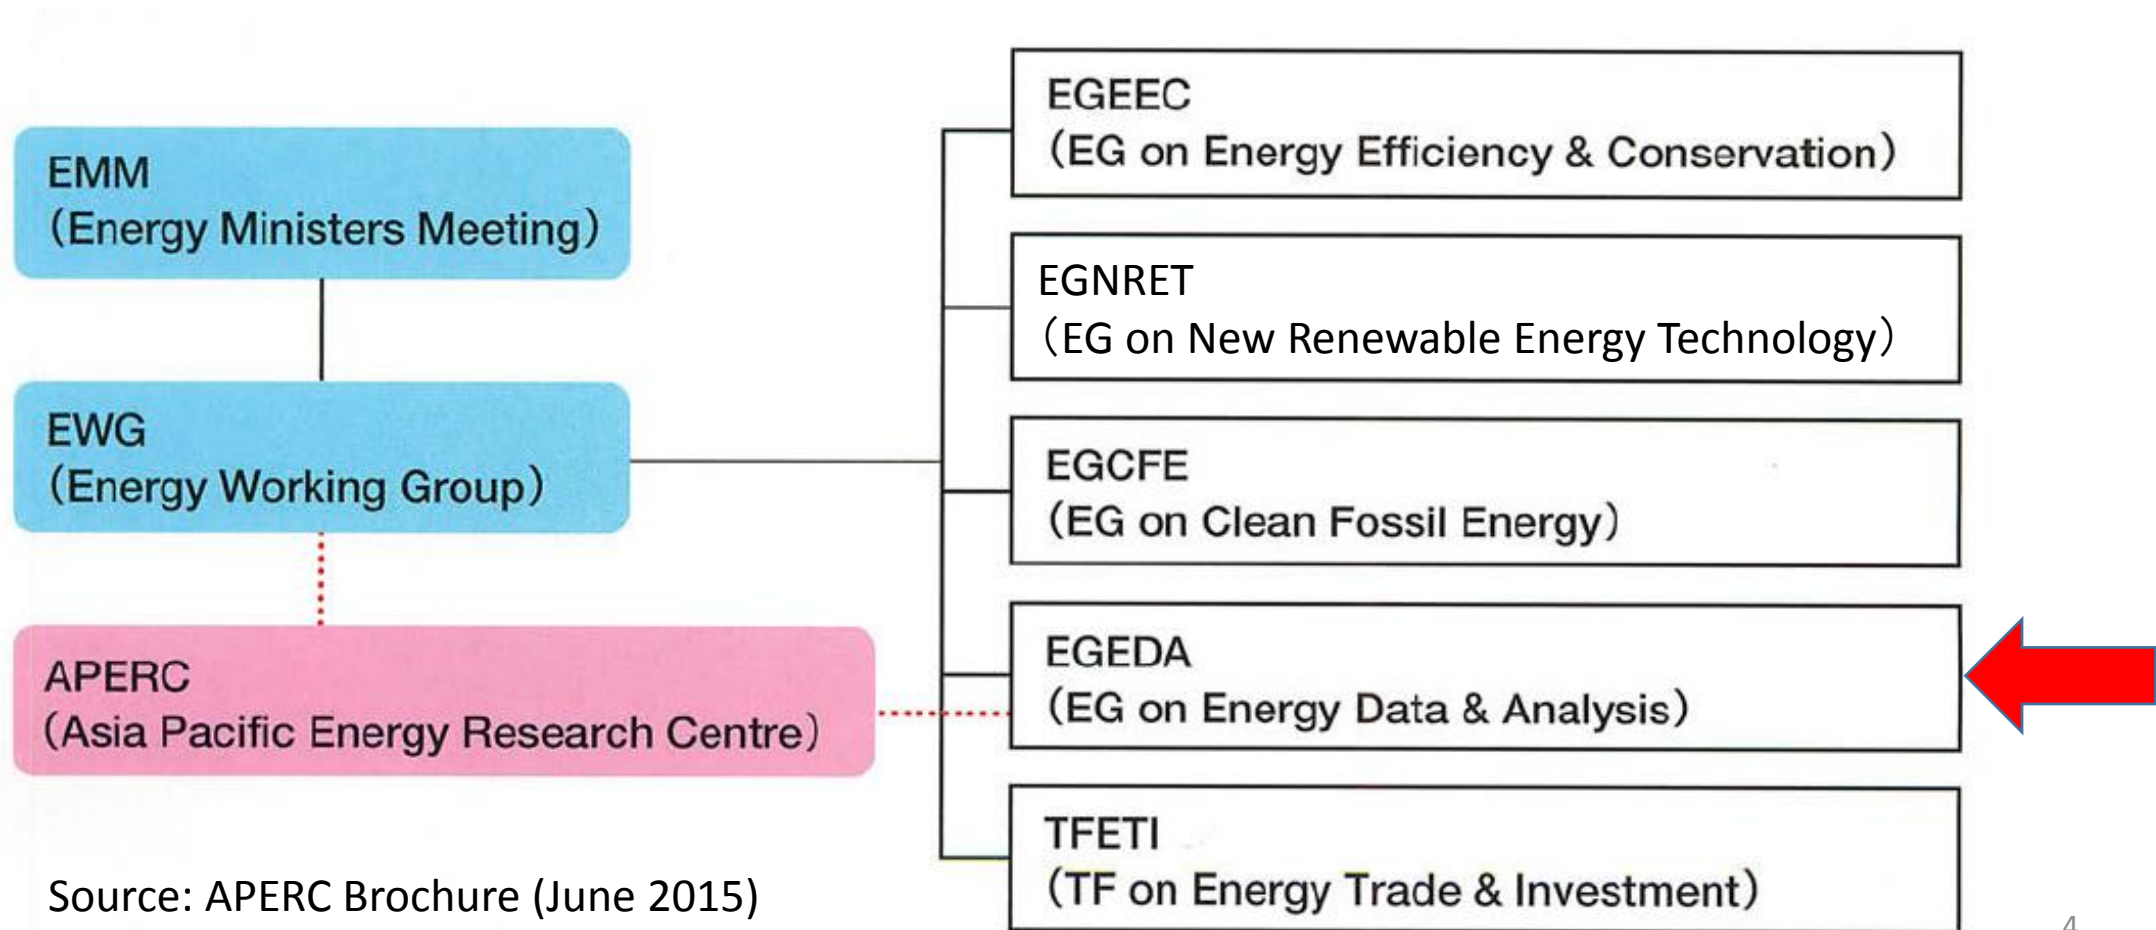 EMM
(Energy Ministers Meeting)
EWG
(Energy Working Group)
APERC
(Asia Pacific Energy Research Centre)
EGEEC
(EG on Energy Efficiency & Conservation)
EGNRET
(EG on New Renewable Energy Technology)
EGCFE
(EG on Clean Fossil Energy)
EGEDA
(EG on Energy Data & Analysis)
TFETI
(TF on Energy Trade & Investment)
Source: APERC Brochure (June 2015)
4